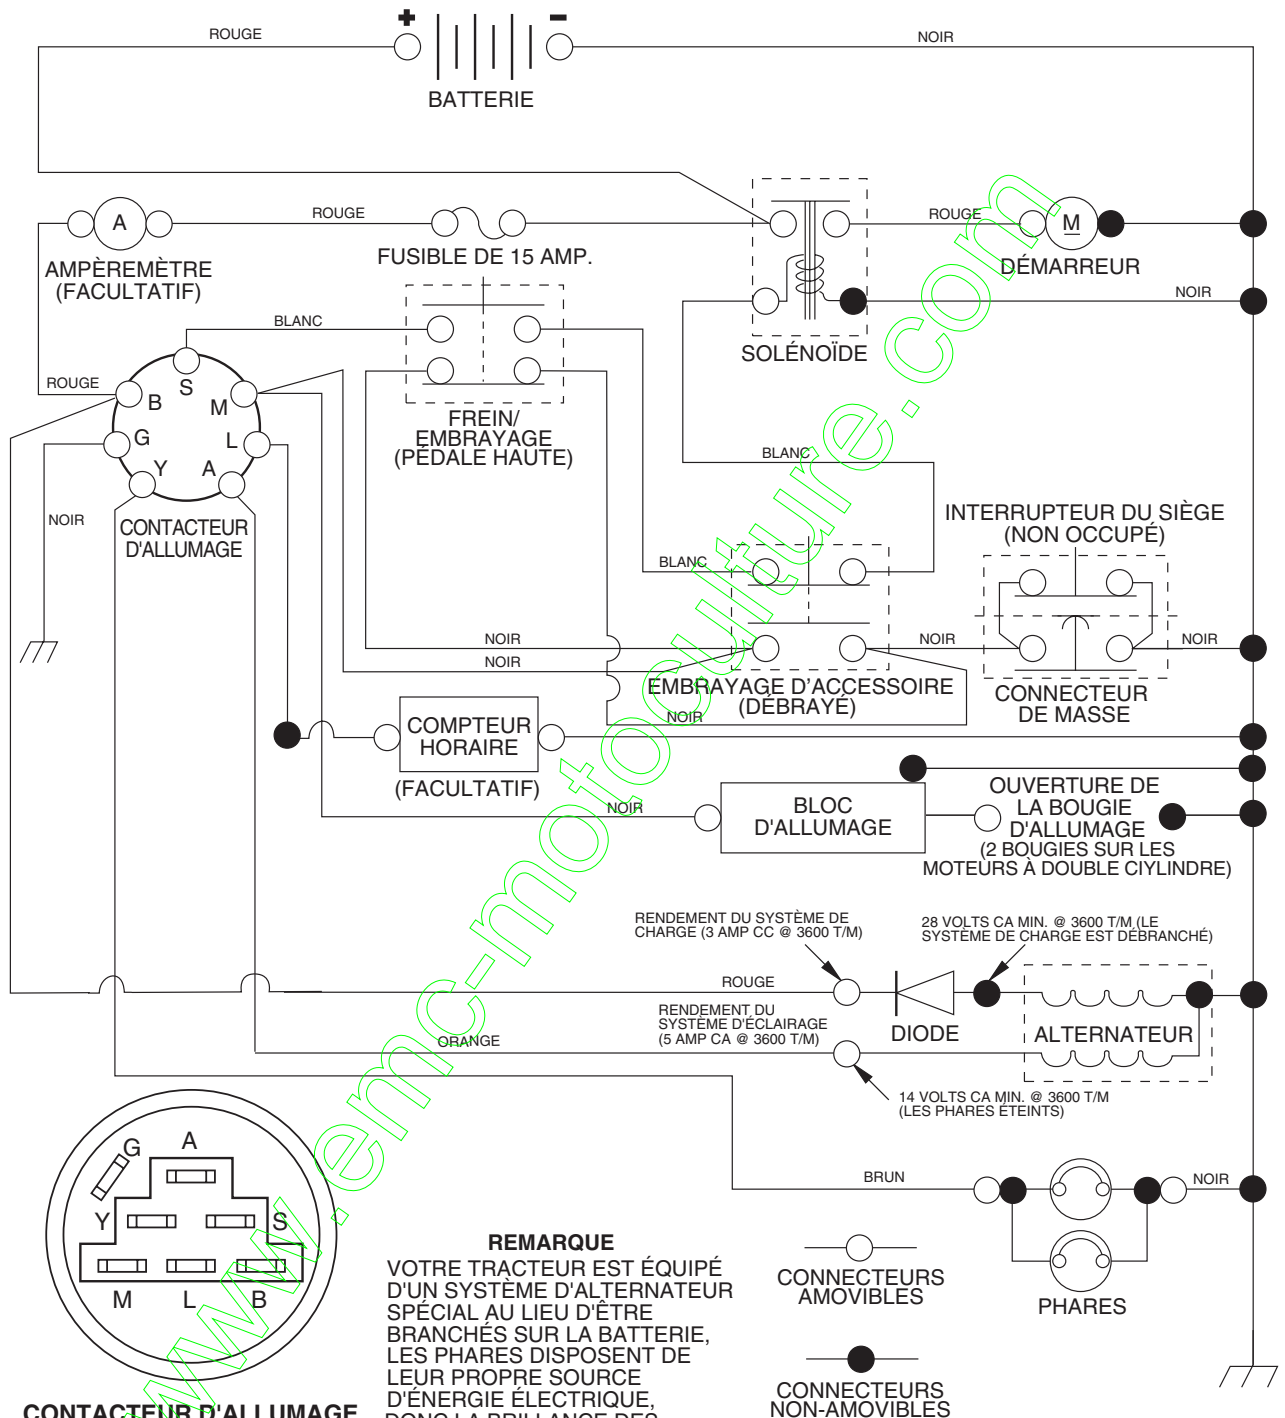 + −
ROUGE
NOIR
BATTERIE
A
ROUGE
ROUGE
M
FUSIBLE DE 15 AMP.
AMPÈREMÈTRE
(FACULTATIF)
DÉMARREUR
NOIR
BLANC
SOLÉNOÏDE
ROUGE
S
B
M
G
L
Y
A
FREIN/
EMBRAYAGE
(PÉDALE HAUTE)
BLANC
NOIR
CONTACTEUR
D'ALLUMAGE
INTERRUPTEUR DU SIÈGE
(NON OCCUPÉ)
BLANC
NOIR
NOIR
NOIR
NOIR
EMBRAYAGE D'ACCESSOIRE
(DÉBRAYÉ)
CONNECTEUR
DE MASSE
NOIR
COMPTEUR
HORAIRE
(FACULTATIF)
NOIR
BLOC
D'ALLUMAGE
OUVERTURE DE
LA BOUGIE
D'ALLUMAGE
(2 BOUGIES SUR LES
MOTEURS À DOUBLE CIYLINDRE)
RENDEMENT DU SYSTÈME DE
CHARGE (3 AMP CC @ 3600 T/M)
28 VOLTS CA MIN. @ 3600 T/M (LE
SYSTÈME DE CHARGE EST DÉBRANCHÉ)
ROUGE
RENDEMENT DU
SYSTÈME D'ÉCLAIRAGE
(5 AMP CA @ 3600 T/M)
DIODE
ALTERNATEUR
ORANGE
14 VOLTS CA MIN. @ 3600 T/M
(LES PHARES ÉTEINTS)
G
A
Y
S
M
L
B
BRUN
NOIR
PHARES
REMARQUE
VOTRE TRACTEUR EST ÉQUIPÉ
D'UN SYSTÈME D'ALTERNATEUR
SPÉCIAL AU LIEU D'ÊTRE
BRANCHÉS SUR LA BATTERIE,
LES PHARES DISPOSENT DE
LEUR PROPRE SOURCE
D'ÉNERGIE ÉLECTRIQUE,
DONC LA BRILLANCE DES
CONNECTEURS
AMOVIBLES
CONNECTEURS
NON-AMOVIBLES
CONTACTEUR D'ALLUMAGE
www.emc-motoculture.com